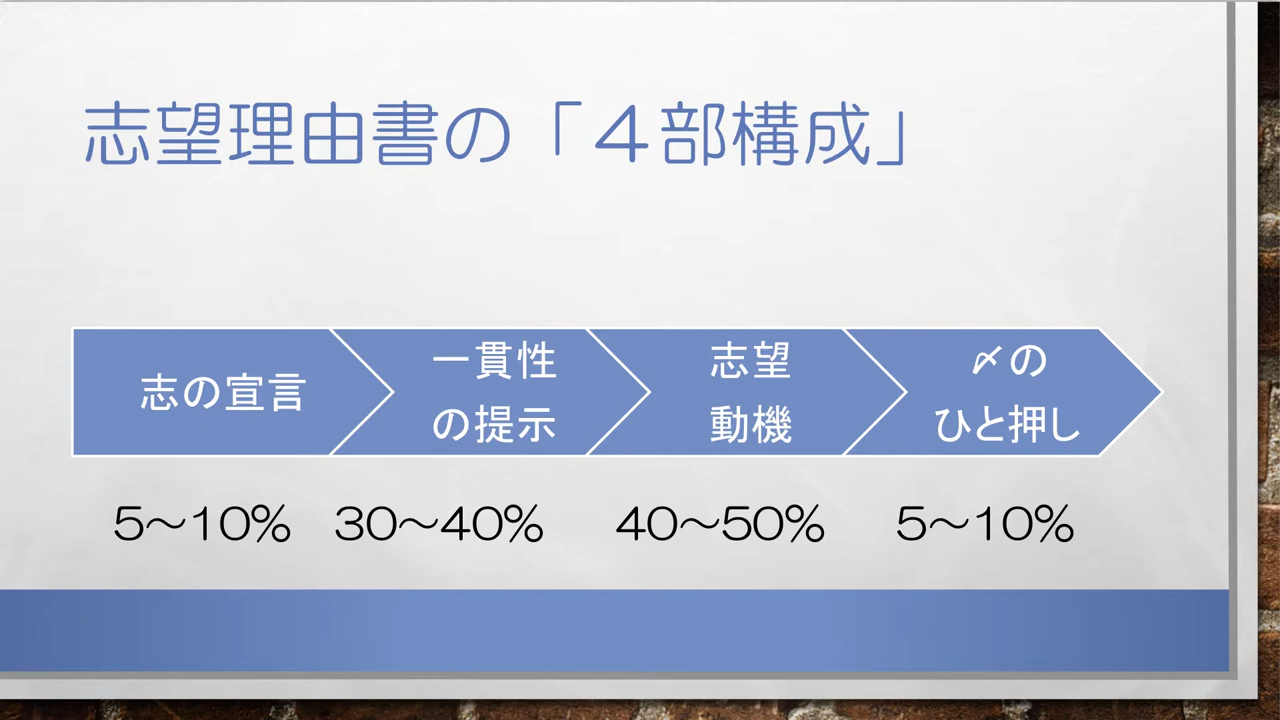 志望理由書の「４部構成」
志の宣言
一貫性
の提示
志望
動機
〆の
ひと押し
5～10%
30～40%
40～50%
5～10%